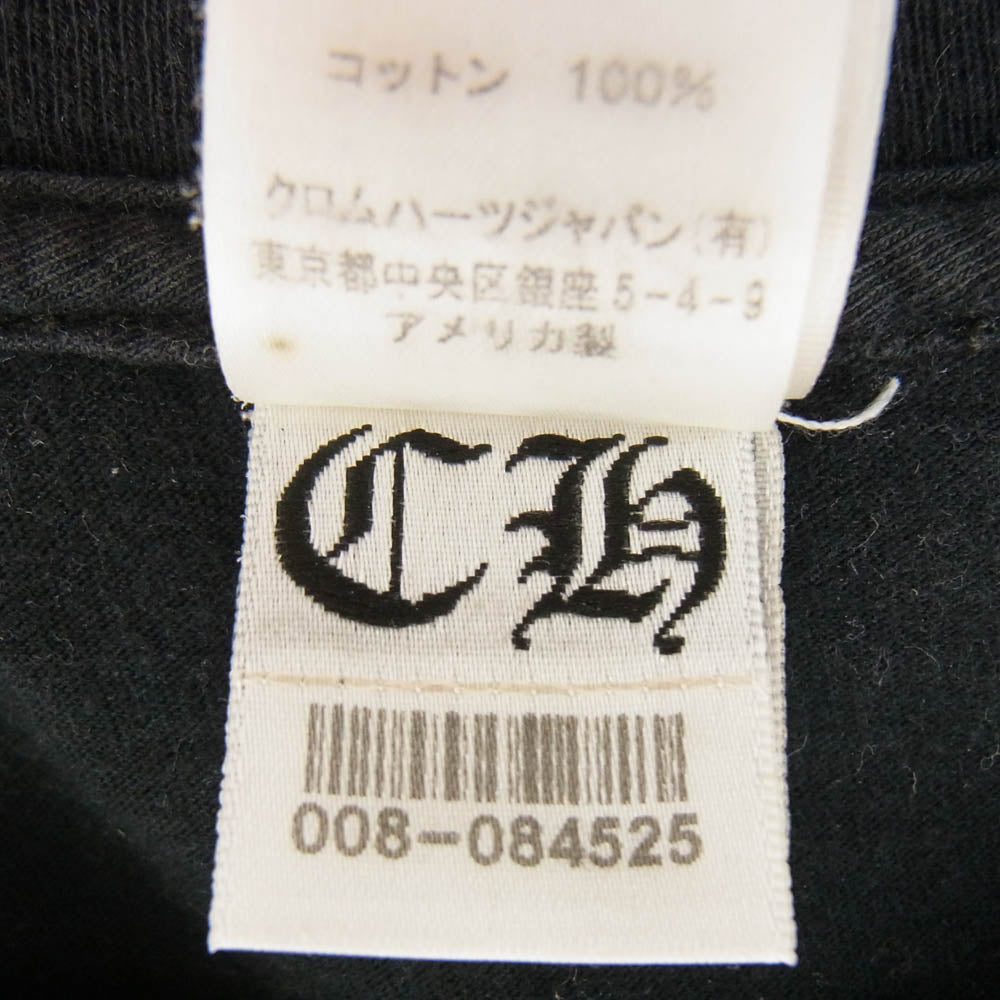 コットン 100%
クロムハーツジャパン(有)
東京都中央区銀座5-4-9
アメリカ製
CH
008-084525